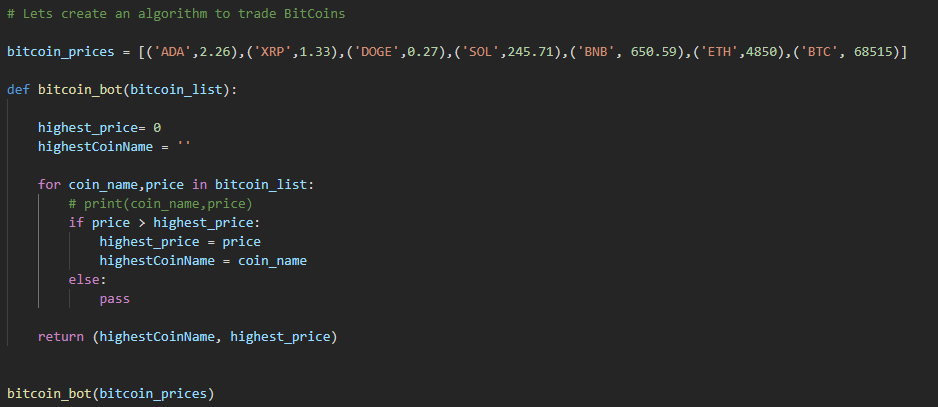 # Lets create an algorithm to trade BitCoins
bitcoin_prices = [('ADA',2.26),('XRP',1.33),('DOGE',0.27),('SOL',245.71),('BNB', 650.59),('ETH',4850),('BTC', 68515)]
def bitcoin_bot(bitcoin_list):
    highest_price= 0
    highestCoinName = ''
    for coin_name,price in bitcoin_list:
        # print(coin_name,price)
        if price > highest_price:
            highest_price = price
            highestCoinName = coin_name
        else:
            pass
    return (highestCoinName, highest_price)
bitcoin_bot(bitcoin_prices)